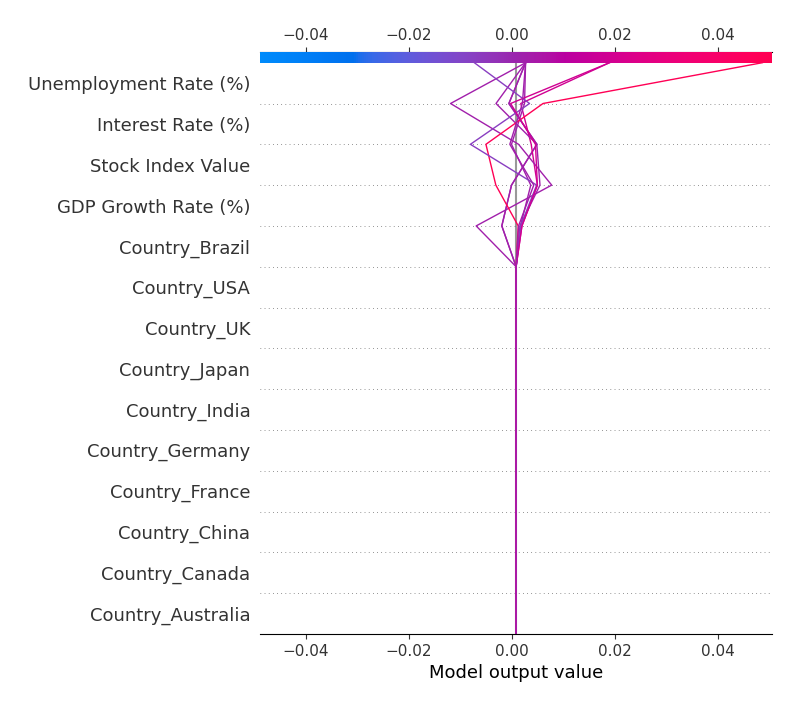 −0.04 −0.02 0.00 0.02 0.04
Unemployment Rate (%)
Interest Rate (%)
Stock Index Value
GDP Growth Rate (%)
Country_Brazil
Country_USA
Country_UK
Country_Japan
Country_India
Country_Germany
Country_France
Country_China
Country_Canada
Country_Australia
−0.04 −0.02 0.00 0.02 0.04
Model output value